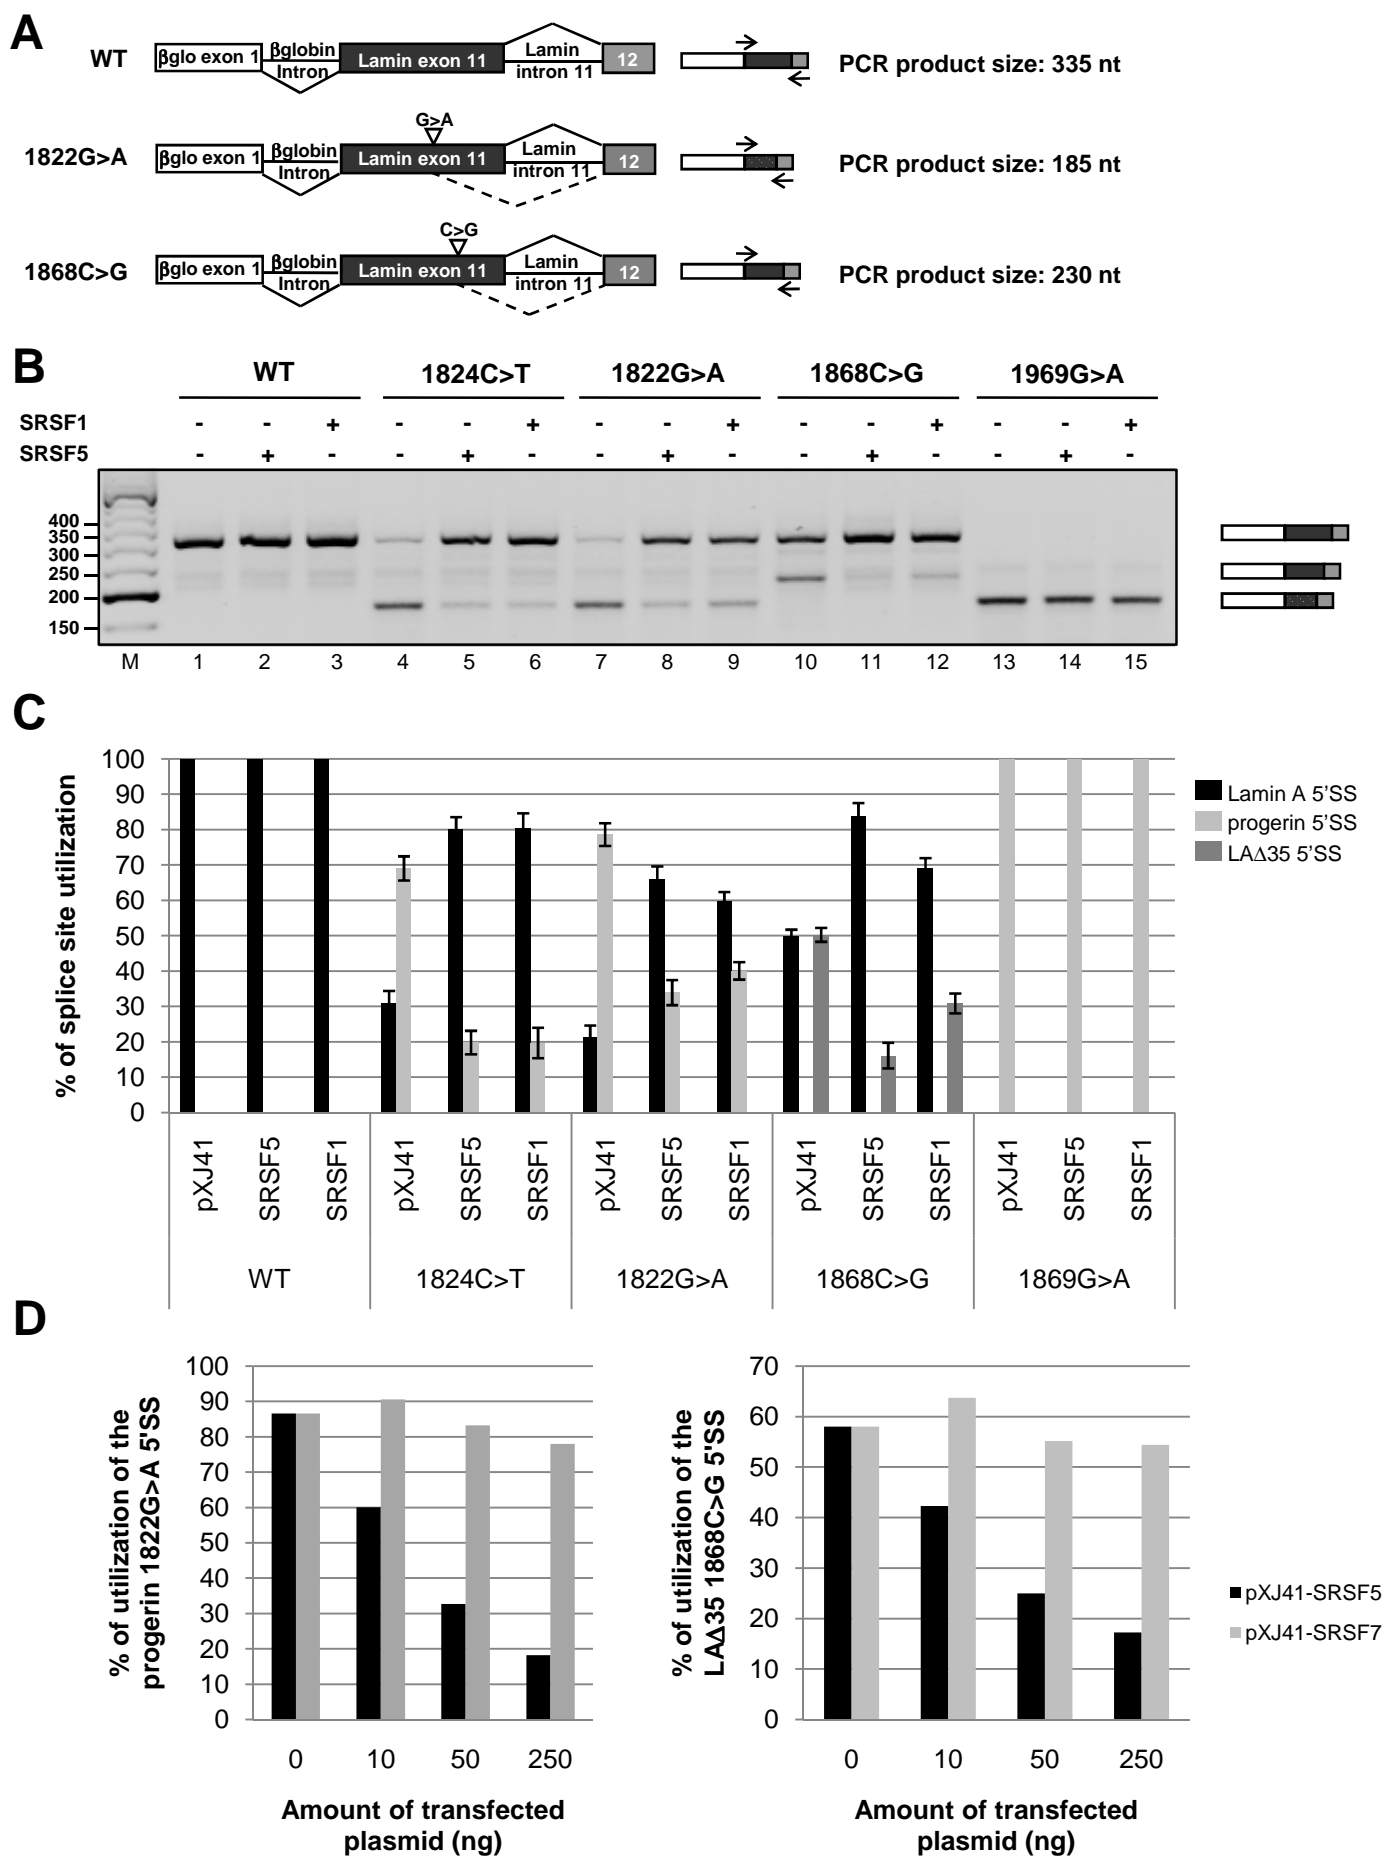 A
WT
βglo exon 1
βglobin
Intron
Lamin exon 11
Lamin
intron 11
12
PCR product size: 335 nt
G>A
1822G>A
βglo exon 1
βglobin
Intron
Lamin exon 11
Lamin
intron 11
12
PCR product size: 185 nt
C>G
1868C>G
βglo exon 1
βglobin
Intron
Lamin exon 11
Lamin
intron 11
12
PCR product size: 230 nt
B
WT 1824C>T 1822G>A 1868C>G 1969G>A
SRSF1 - - + - - + - - + - - + - - +
SRSF5 - + - - + - - + - - + - - + -
400
350
300
250
200
150
M 1 2 3 4 5 6 7 8 9 10 11 12 13 14 15
C
% of splice site utilization
100
90
80
70
60
50
40
30
20
10
0
Lamin A 5'SS
progerin 5'SS
LAΔ35 5'SS
pXJ41 SRSF5 SRSF1 pXJ41 SRSF5 SRSF1 pXJ41 SRSF5 SRSF1 pXJ41 SRSF5 SRSF1 pXJ41 SRSF5 SRSF1
WT 1824C>T 1822G>A 1868C>G 1869G>A
D
% of utilization of the
progerin 1822G>A 5'SS
100
90
80
70
60
50
40
30
20
10
0
0 10 50 250
Amount of transfected
plasmid (ng)
% of utilization of the
LAΔ35 1868C>G 5'SS
70
60
50
40
30
20
10
0
0 10 50 250
Amount of transfected
plasmid (ng)
pXJ41-SRSF5
pXJ41-SRSF7